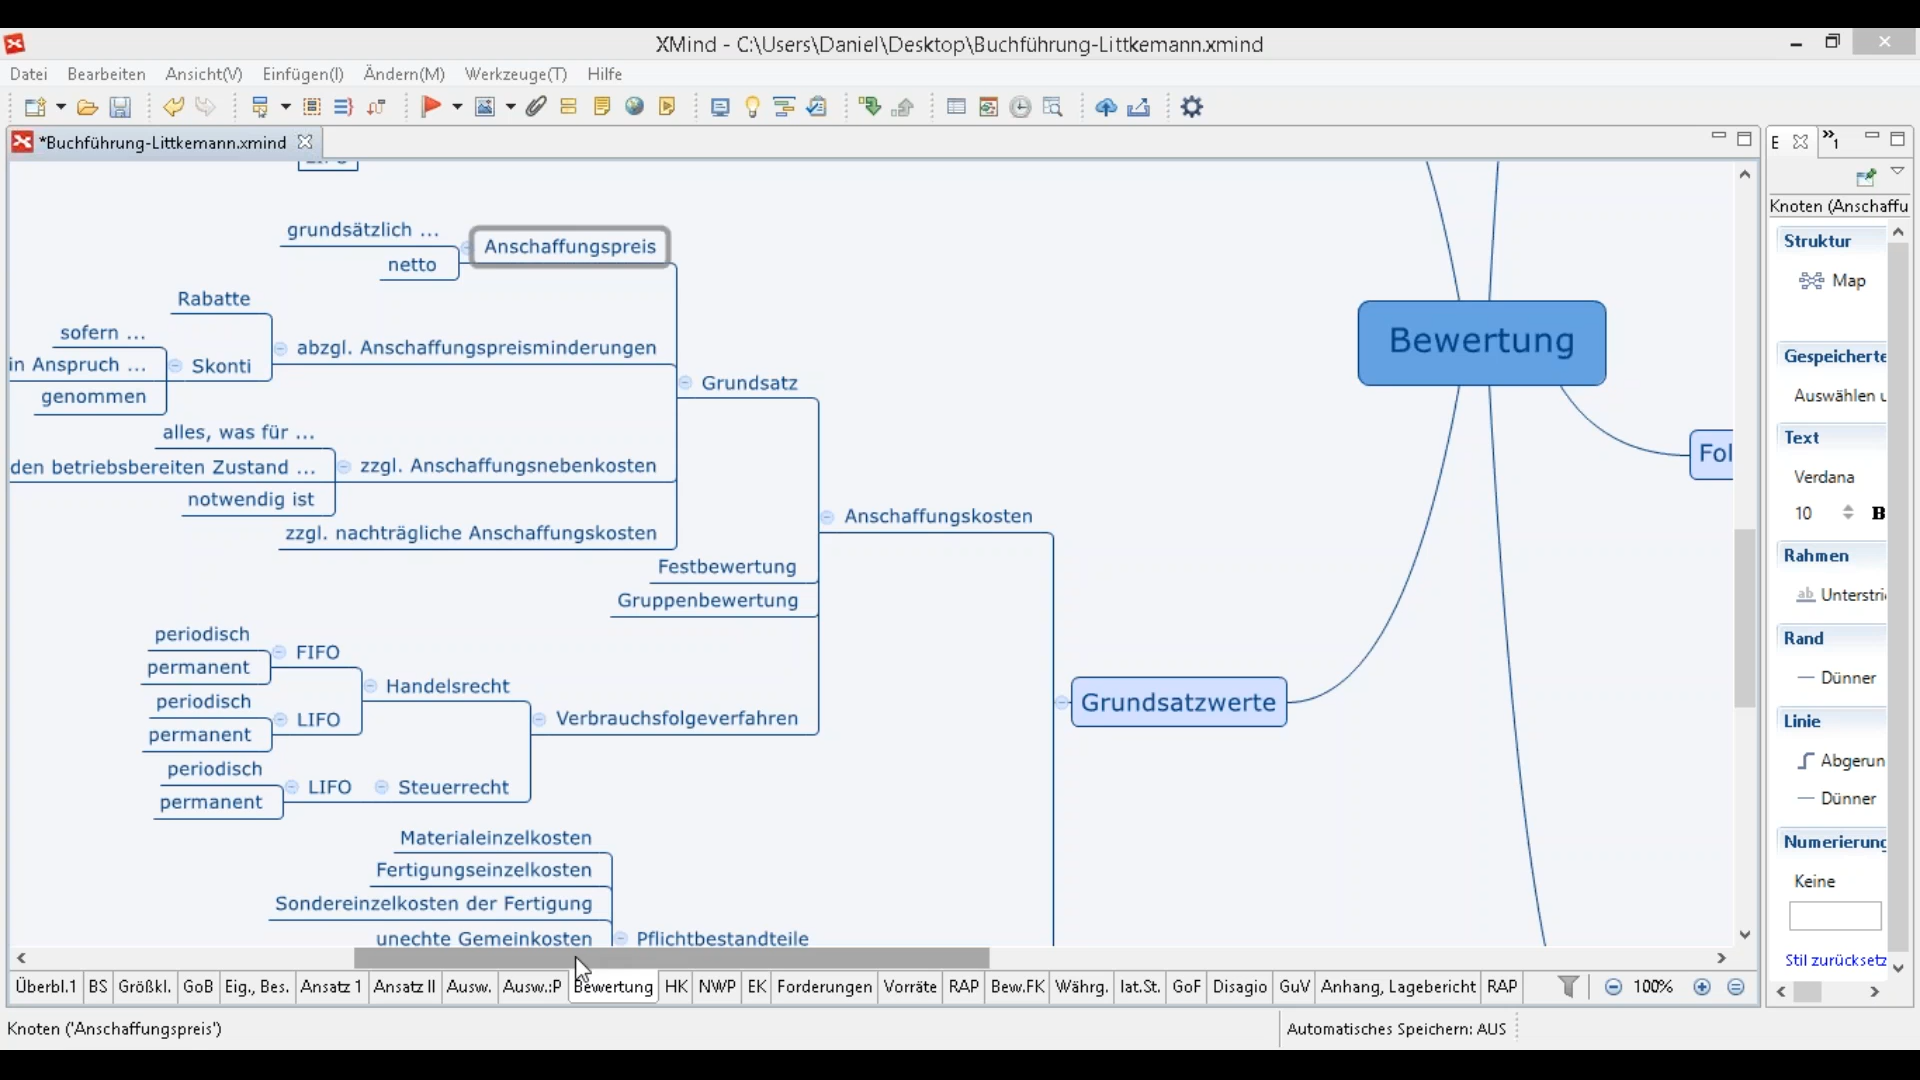 XMind - C:\Users\Daniel\Desktop\Buchführung-Littkemann.xmind
Datei Bearbeiten Ansicht(V) Einfügen(I) Ändern(M) Werkzeuge(T) Hilfe
*Buchführung-Littkemann.xmind
E
»1
Knoten (Anschaffu
grundsätzlich ...
netto
Anschaffungspreis
Rabatte
sofern ...
in Anspruch ...
genommen
Skonti
abzgl. Anschaffungspreisminderungen
Grundsatz
alles, was für ...
den betriebsbereiten Zustand ...
notwendig ist
zzgl. Anschaffungsnebenkosten
zzgl. nachträgliche Anschaffungskosten
Anschaffungskosten
Festbewertung
Gruppenbewertung
periodisch
permanent
FIFO
periodisch
permanent
LIFO
Handelsrecht
Verbrauchsfolgeverfahren
periodisch
permanent
LIFO
Steuerrecht
Materialeinzelkosten
Fertigungseinzelkosten
Sondereinzelkosten der Fertigung
unechte Gemeinkosten
Pflichtbestandteile
Bewertung
Fol
Grundsatzwerte
Struktur
Map
Gespeicherte
Auswählen u
Text
Verdana
10 B
Rahmen
ab Unterstri
Rand
Dünner
Linie
Abgerun
Dünner
Numerierung
Keine
Stil zurücksetz
Überbl.1 BS Größkl. GoB Eig., Bes. Ansatz 1 Ansatz II Ausw. Ausw.:P Bewertung HK NWP EK Forderungen Vorräte RAP Bew.FK Währg. lat.St. GoF Disagio GuV Anhang, Lagebericht RAP 100%
Knoten ('Anschaffungspreis')
Automatisches Speichern: AUS